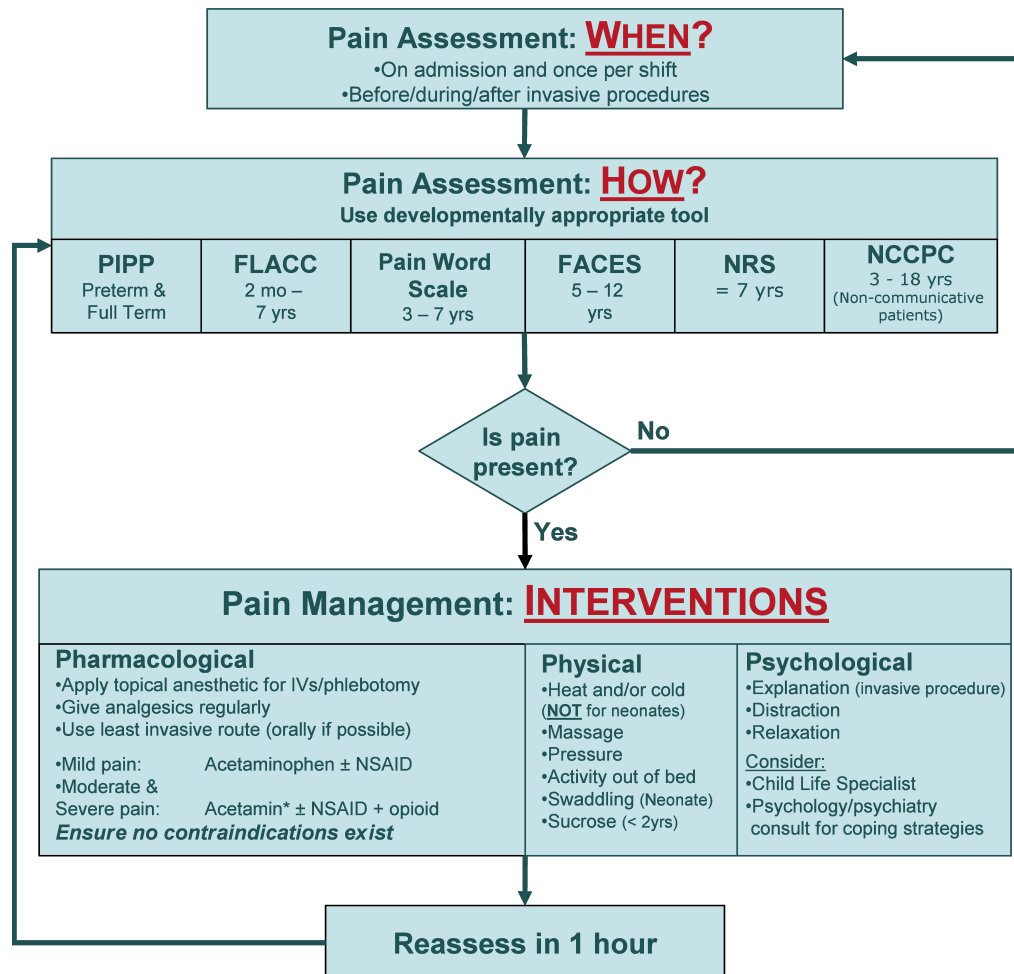 Pain Assessment: WHEN?
•On admission and once per shift
•Before/during/after invasive procedures
Pain Assessment: HOW?
Use developmentally appropriate tool
PIPP
Preterm &
Full Term
FLACC
2 mo –
7 yrs
Pain Word
Scale
3 – 7 yrs
FACES
5 – 12
yrs
NRS
= 7 yrs
NCCPC
3 - 18 yrs
(Non-communicative
patients)
Is pain
present?
No
Yes
Pain Management: INTERVENTIONS
Pharmacological
•Apply topical anesthetic for IVs/phlebotomy
•Give analgesics regularly
•Use least invasive route (orally if possible)
•Mild pain: Acetaminophen ± NSAID
•Moderate &
Severe pain: Acetamin* ± NSAID + opioid
Ensure no contraindications exist
Physical
•Heat and/or cold
(NOT for neonates)
•Massage
•Pressure
•Activity out of bed
•Swaddling (Neonate)
•Sucrose (< 2yrs)
Psychological
•Explanation (invasive procedure)
•Distraction
•Relaxation
Consider:
•Child Life Specialist
•Psychology/psychiatry
consult for coping strategies
Reassess in 1 hour